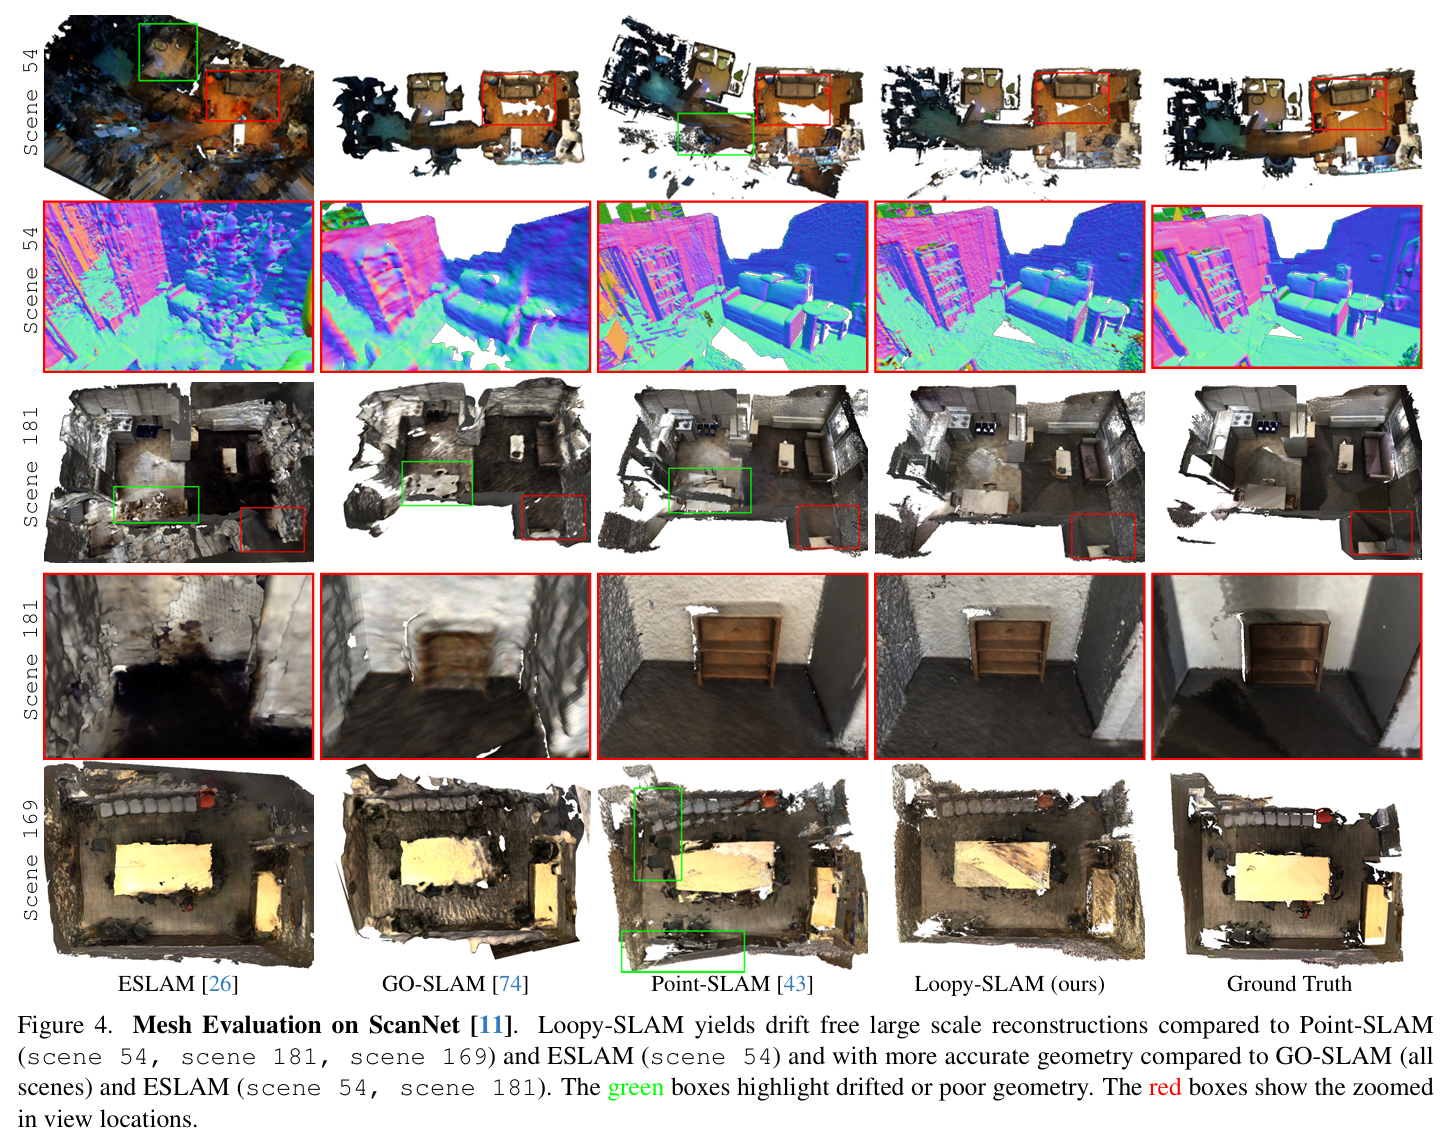 Scene 54
Scene 54
Scene 181
Scene 181
Scene 169
ESLAM [26]
GO-SLAM [74]
Point-SLAM [43]
Loopy-SLAM (ours)
Ground Truth
Figure 4. Mesh Evaluation on ScanNet [11]. Loopy-SLAM yields drift free large scale reconstructions compared to Point-SLAM
(scene 54, scene 181, scene 169) and ESLAM (scene 54) and with more accurate geometry compared to GO-SLAM (all
scenes) and ESLAM (scene 54, scene 181). The green boxes highlight drifted or poor geometry. The red boxes show the zoomed
in view locations.